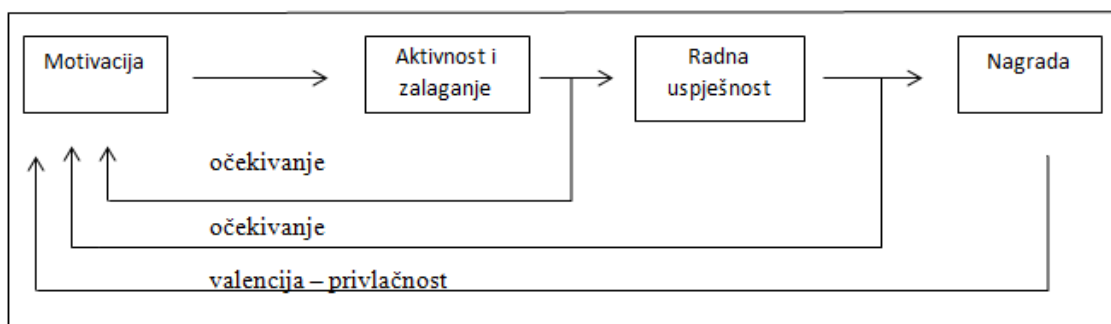 Motivacija
Aktivnost i
zalaganje
Radna
uspješnost
Nagrada
očekivanje
očekivanje
valencija – privlačnost